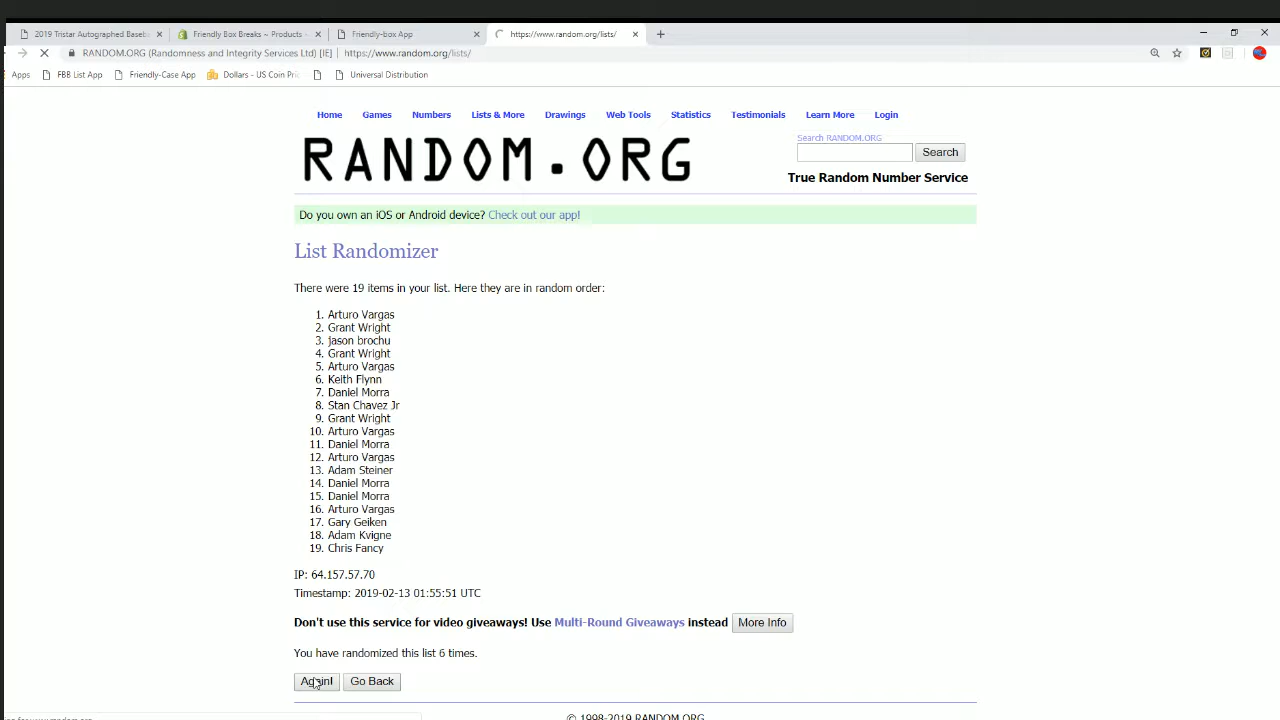 2019 Tristar Autographed Baseb
Friendly Box Breaks ~ Products ~
Friendly-box App
https://www.random.org/lists/
RANDOM.ORG (Randomness and Integrity Services Ltd) [IE] | https://www.random.org/lists/
Apps FBB List App Friendly-Case App Dollars - US Coin Pri Universal Distribution
Home Games Numbers Lists & More Drawings Web Tools Statistics Testimonials Learn More Login
RANDOM.ORG
Search RANDOM.ORG
Search
True Random Number Service
Do you own an iOS or Android device? Check out our app!
List Randomizer
There were 19 items in your list. Here they are in random order:
1. Arturo Vargas
2. Grant Wright
3. jason brochu
4. Grant Wright
5. Arturo Vargas
6. Keith Flynn
7. Daniel Morra
8. Stan Chavez Jr
9. Grant Wright
10. Arturo Vargas
11. Daniel Morra
12. Arturo Vargas
13. Adam Steiner
14. Daniel Morra
15. Daniel Morra
16. Arturo Vargas
17. Gary Geiken
18. Adam Kvigne
19. Chris Fancy
IP: 64.157.57.70
Timestamp: 2019-02-13 01:55:51 UTC
Don't use this service for video giveaways! Use Multi-Round Giveaways instead More Info
You have randomized this list 6 times.
Again! Go Back
© 1998-2019 RANDOM.ORG